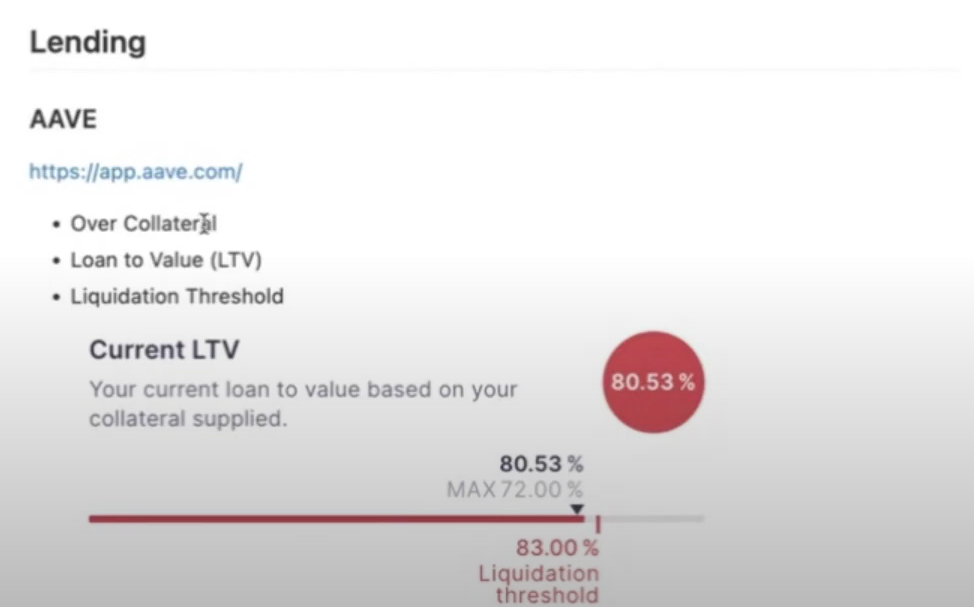 Lending
AAVE
https://app.aave.com/
• Over Collateral
• Loan to Value (LTV)
• Liquidation Threshold
Current LTV
80.53 %
Your current loan to value based on your
collateral supplied.
80.53 %
MAX 72.00 %
83.00 %
Liquidation
threshold